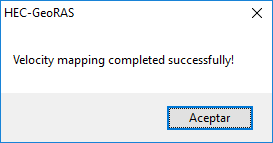 HEC-GeoRAS
Velocity mapping completed successfully!
Aceptar